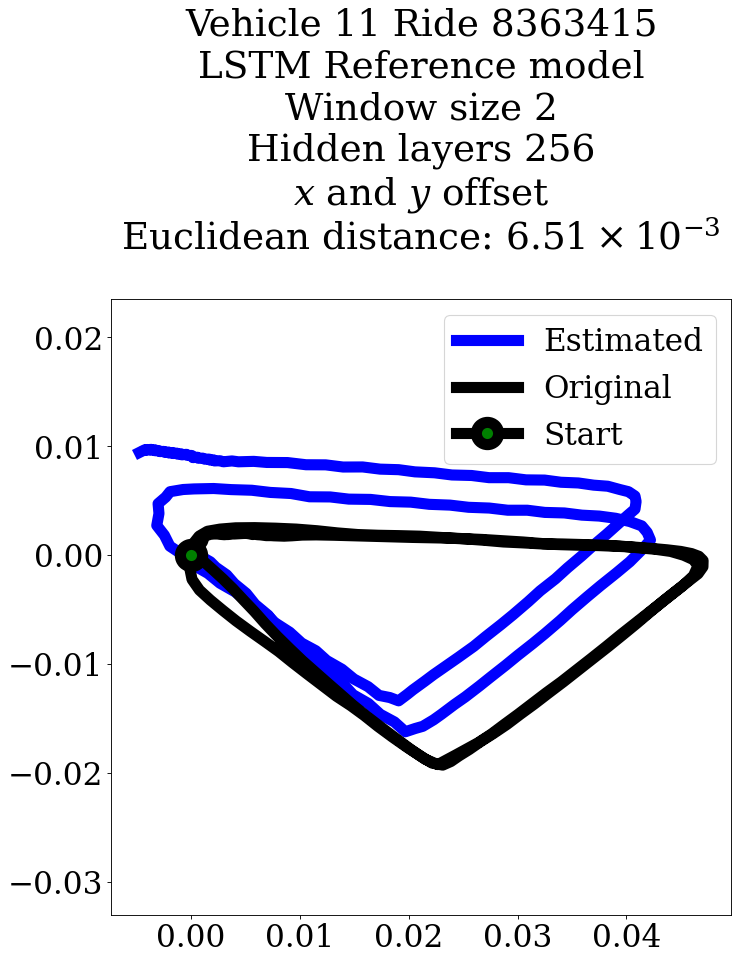 Vehicle 11 Ride 8363415
LSTM Reference model
Window size 2
Hidden layers 256
x and y offset
Euclidean distance: 6.51 × 10⁻³
Estimated
Original
Start
0.02
0.01
0.00
−0.01
−0.02
−0.03
0.00 0.01 0.02 0.03 0.04